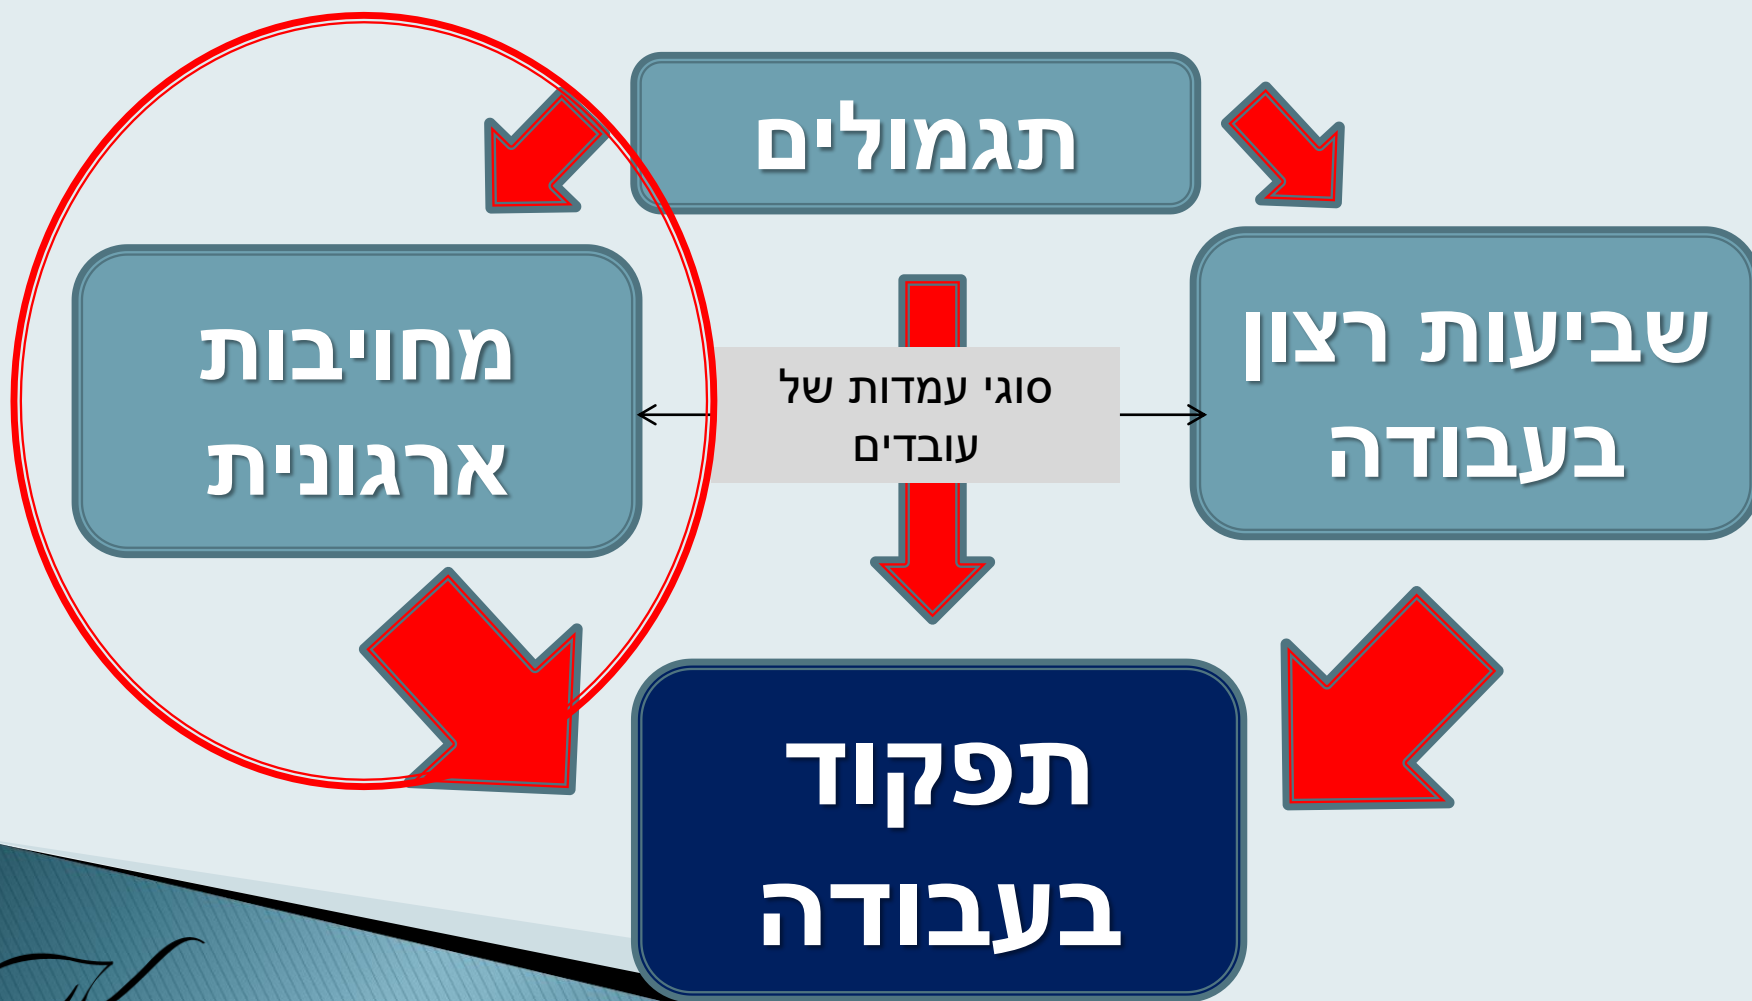 תגמולים
שביעות רצון
בעבודה
סוגי עמדות של
עובדים
מחויבות
ארגונית
תפקוד
בעבודה